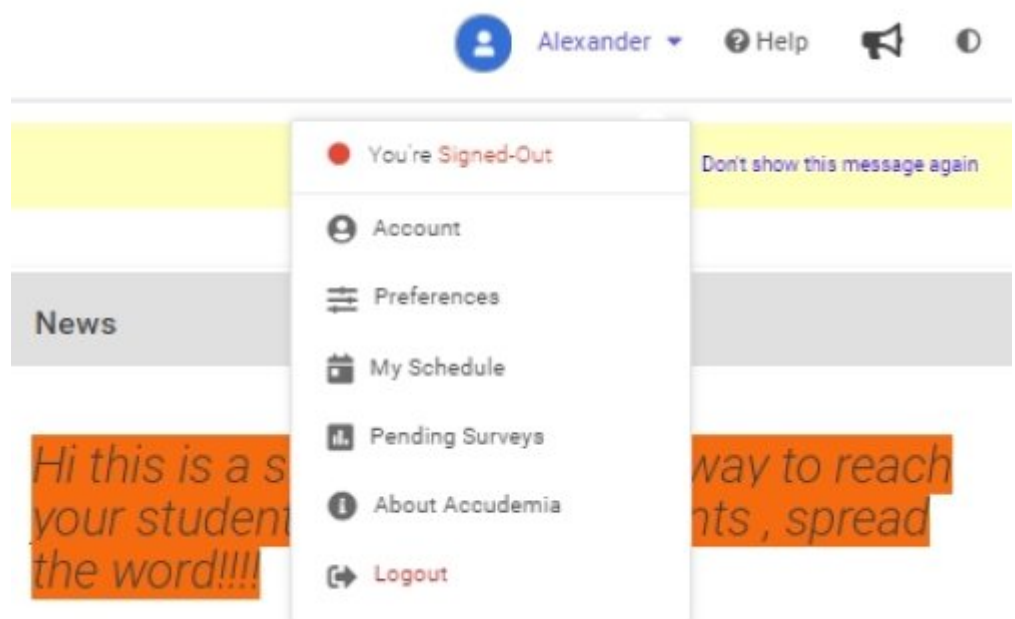 Alexander Help
You're Signed-Out
Don't show this message again
Account
Preferences
News
My Schedule
Pending Surveys
About Accudemia
Logout
Hi this is a s way to reach
your student nts , spread
the word!!!!